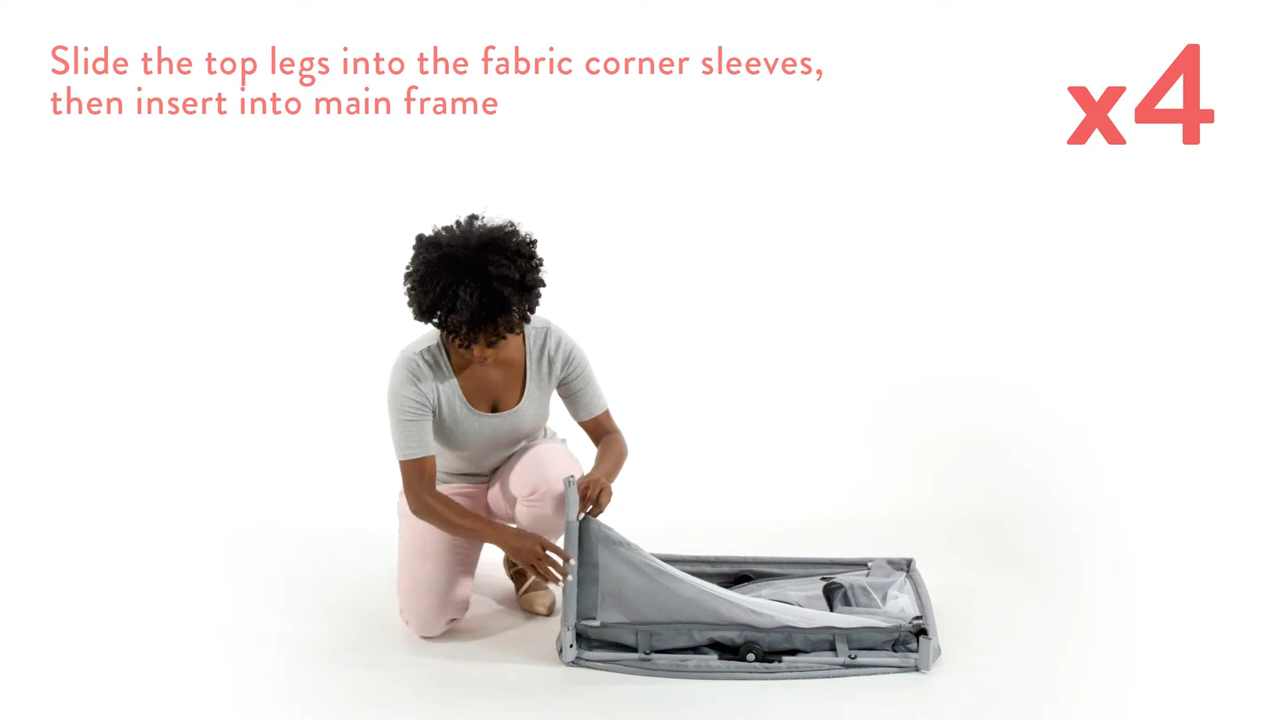 Slide the top legs into the fabric corner sleeves,
then insert into main frame
x4